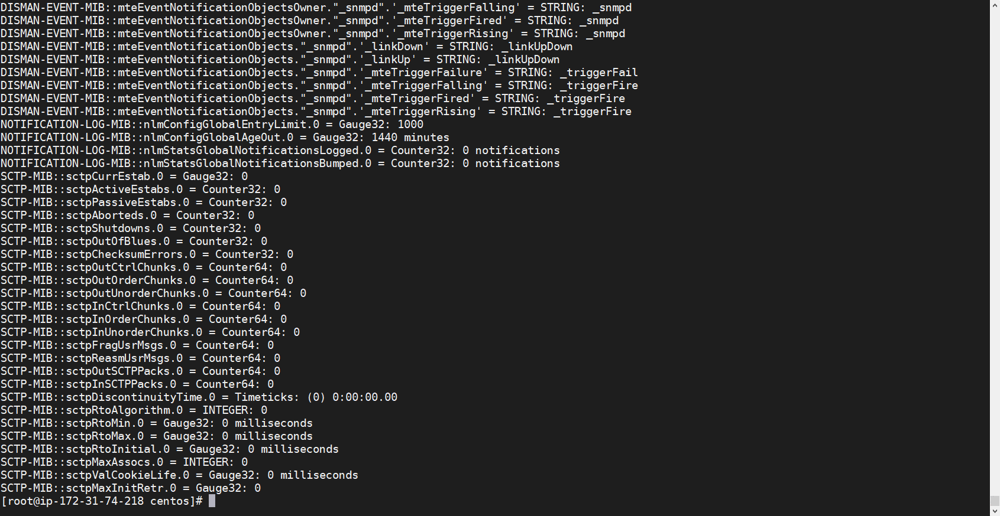 DISMAN-EVENT-MIB::mteEventNotificationObjectsOwner."_snmpd".'_mteTriggerFalling' = STRING: _snmpd
DISMAN-EVENT-MIB::mteEventNotificationObjectsOwner."_snmpd".'_mteTriggerFired' = STRING: _snmpd
DISMAN-EVENT-MIB::mteEventNotificationObjectsOwner."_snmpd".'_mteTriggerRising' = STRING: _snmpd
DISMAN-EVENT-MIB::mteEventNotificationObjects."_snmpd".'_linkDown' = STRING: _linkUpDown
DISMAN-EVENT-MIB::mteEventNotificationObjects."_snmpd".'_linkUp' = STRING: _linkUpDown
DISMAN-EVENT-MIB::mteEventNotificationObjects."_snmpd".'_mteTriggerFailure' = STRING: _triggerFail
DISMAN-EVENT-MIB::mteEventNotificationObjects."_snmpd".'_mteTriggerFalling' = STRING: _triggerFire
DISMAN-EVENT-MIB::mteEventNotificationObjects."_snmpd".'_mteTriggerFired' = STRING: _triggerFire
DISMAN-EVENT-MIB::mteEventNotificationObjects."_snmpd".'_mteTriggerRising' = STRING: _triggerFire
NOTIFICATION-LOG-MIB::nlmConfigGlobalEntryLimit.0 = Gauge32: 1000
NOTIFICATION-LOG-MIB::nlmConfigGlobalAgeOut.0 = Gauge32: 1440 minutes
NOTIFICATION-LOG-MIB::nlmStatsGlobalNotificationsLogged.0 = Counter32: 0 notifications
NOTIFICATION-LOG-MIB::nlmStatsGlobalNotificationsBumped.0 = Counter32: 0 notifications
SCTP-MIB::sctpCurrEstab.0 = Gauge32: 0
SCTP-MIB::sctpActiveEstabs.0 = Counter32: 0
SCTP-MIB::sctpPassiveEstabs.0 = Counter32: 0
SCTP-MIB::sctpAborteds.0 = Counter32: 0
SCTP-MIB::sctpShutdowns.0 = Counter32: 0
SCTP-MIB::sctpOutOfBlues.0 = Counter32: 0
SCTP-MIB::sctpChecksumErrors.0 = Counter32: 0
SCTP-MIB::sctpOutCtrlChunks.0 = Counter64: 0
SCTP-MIB::sctpOutOrderChunks.0 = Counter64: 0
SCTP-MIB::sctpOutUnorderChunks.0 = Counter64: 0
SCTP-MIB::sctpInCtrlChunks.0 = Counter64: 0
SCTP-MIB::sctpInOrderChunks.0 = Counter64: 0
SCTP-MIB::sctpInUnorderChunks.0 = Counter64: 0
SCTP-MIB::sctpFragUsrMsgs.0 = Counter64: 0
SCTP-MIB::sctpReasmUsrMsgs.0 = Counter64: 0
SCTP-MIB::sctpOutSCTPPacks.0 = Counter64: 0
SCTP-MIB::sctpInSCTPPacks.0 = Counter64: 0
SCTP-MIB::sctpDiscontinuityTime.0 = Timeticks: (0) 0:00:00.00
SCTP-MIB::sctpRtoAlgorithm.0 = INTEGER: 0
SCTP-MIB::sctpRtoMin.0 = Gauge32: 0 milliseconds
SCTP-MIB::sctpRtoMax.0 = Gauge32: 0 milliseconds
SCTP-MIB::sctpRtoInitial.0 = Gauge32: 0 milliseconds
SCTP-MIB::sctpMaxAssocs.0 = INTEGER: 0
SCTP-MIB::sctpValCookieLife.0 = Gauge32: 0 milliseconds
SCTP-MIB::sctpMaxInitRetr.0 = Gauge32: 0
[root@ip-172-31-74-218 centos]#